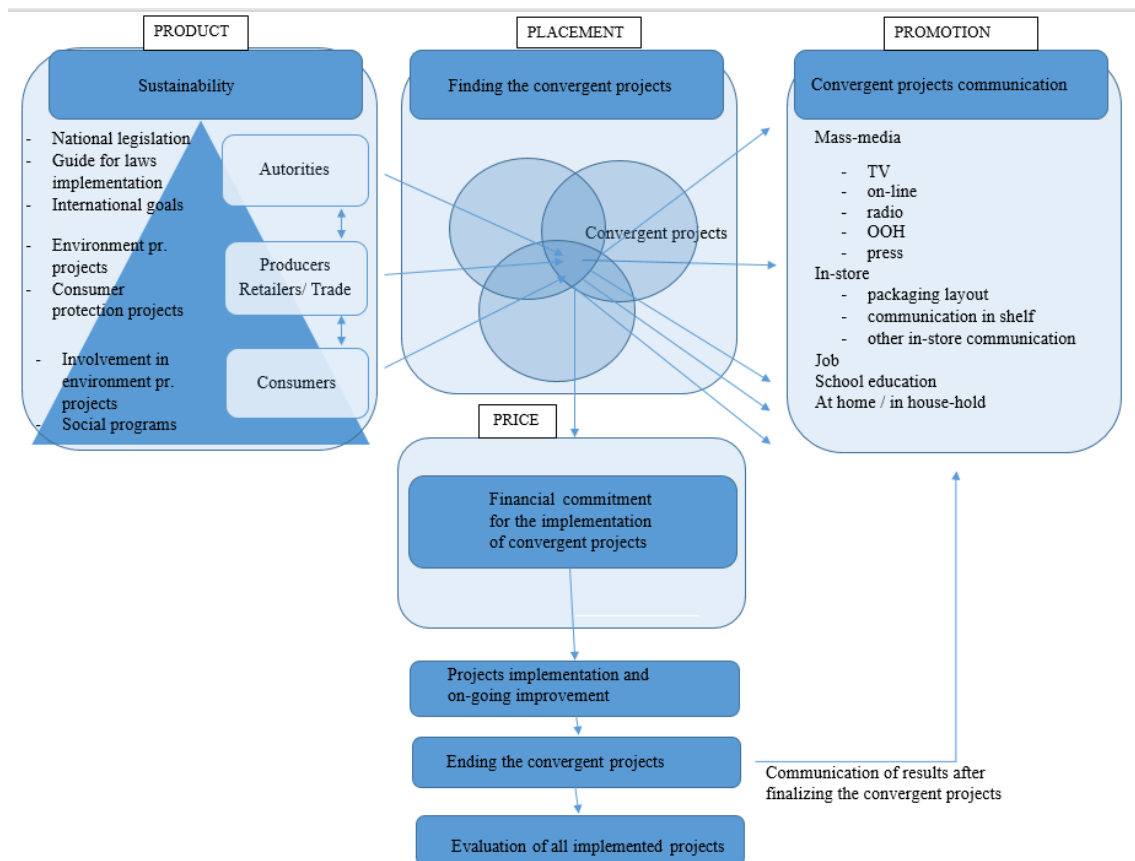 PRODUCT
Sustainability
- National legislation
- Guide for laws
implementation
- International goals
- Environment pr.
projects
- Consumer
protection projects
- Involvement in
environment pr.
projects
- Social programs
Autorities
Producers
Retailers/ Trade
Consumers
PLACEMENT
Finding the convergent projects
Convergent projects
PROMOTION
Convergent projects communication
Mass-media
- TV
- on-line
- radio
- OOH
- press
In-store
- packaging layout
- communication in shelf
- other in-store communication
Job
School education
At home / in house-hold
PRICE
Financial commitment
for the implementation
of convergent projects
Projects implementation and
on-going improvement
Ending the convergent projects
Communication of results after
finalizing the convergent projects
Evaluation of all implemented projects